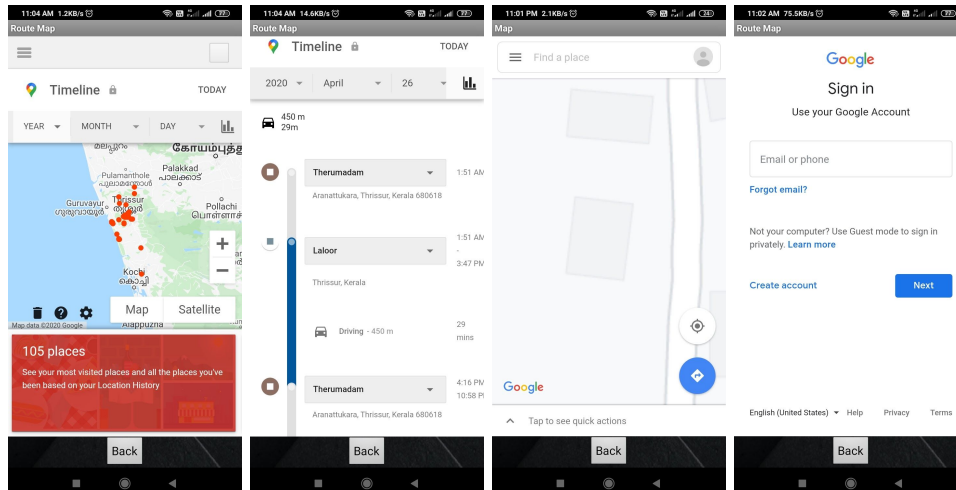 11:04 AM 1.2KB/s
77
Route Map
Timeline
TODAY
YEAR
MONTH
DAY
കോയമ്പത്തൂ
Palakkad
പാലക്കാട്
Pulamanthole
പുലാമന്തോൾ
Guruvayur
ഗുരുവായൂർ
Thrissur
തൃശ്ശൂർ
Pollachi
Kochi
കൊച്ചി
+
−
Map
Satellite
Map data ©2020 Google
Alappuzha
105 places
See your most visited places and all the places you've
been based on your Location History
Back
11:04 AM 14.6KB/s
77
Route Map
Timeline
TODAY
2020
April
26
450 m
29m
Therumadam
1:51 AM
Aranattukara, Thrissur, Kerala 680618
1:51 AM
-
Laloor
3:47 PM
Thrissur, Kerala
Driving - 450 m
29
mins
Therumadam
4:16 PM
10:58 P
Aranattukara, Thrissur, Kerala 680618
Back
11:01 PM 2.1KB/s
24
Map
Find a place
Google
Tap to see quick actions
Back
11:02 AM 75.5KB/s
77
Route Map
Google
Sign in
Use your Google Account
Email or phone
Forgot email?
Not your computer? Use Guest mode to sign in
privately. Learn more
Create account
Next
English (United States)
Help
Privacy
Terms
Back